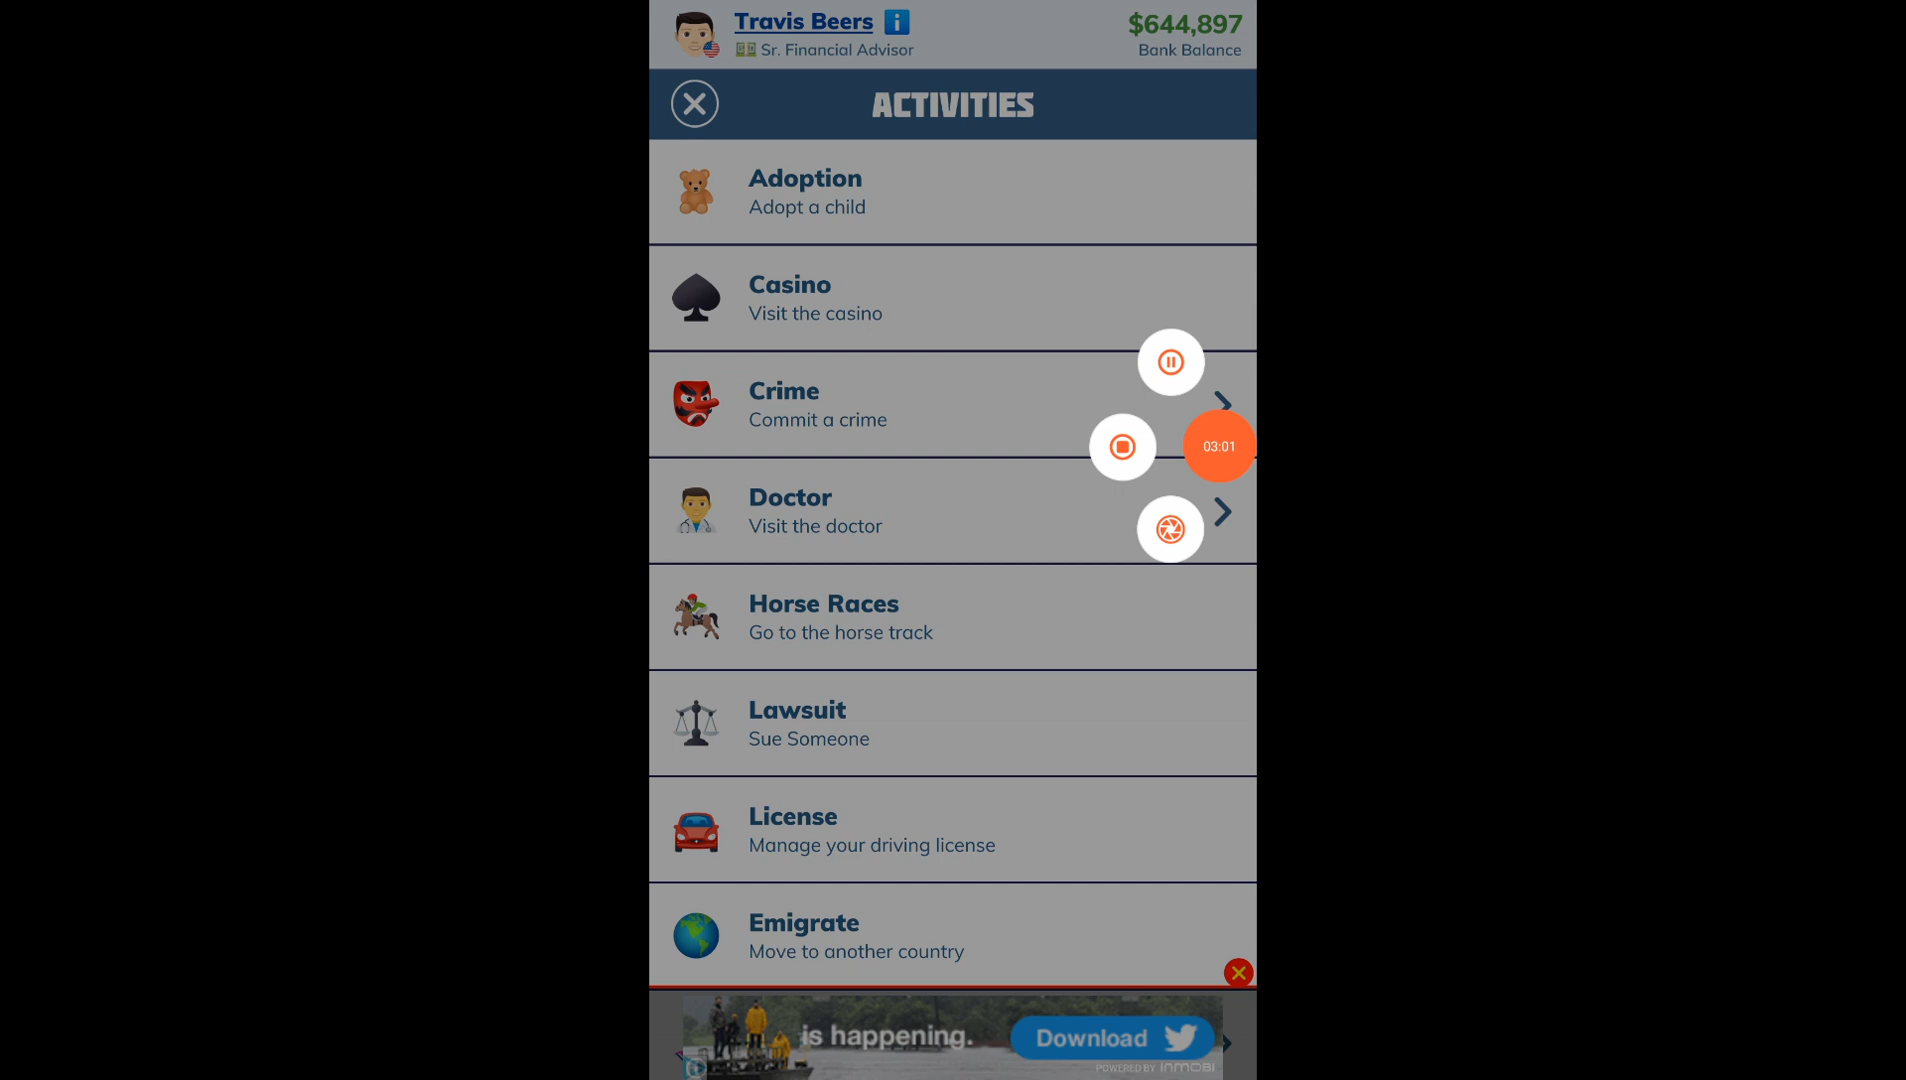 Travis Beers
$644,897
Sr. Financial Advisor
Bank Balance
ACTIVITIES
Adoption
Adopt a child
Casino
Visit the casino
Crime
Commit a crime
03:01
Doctor
Visit the doctor
Horse Races
Go to the horse track
Lawsuit
Sue Someone
License
Manage your driving license
Emigrate
Move to another country
is happening.
Download
POWERED BY INMOBI